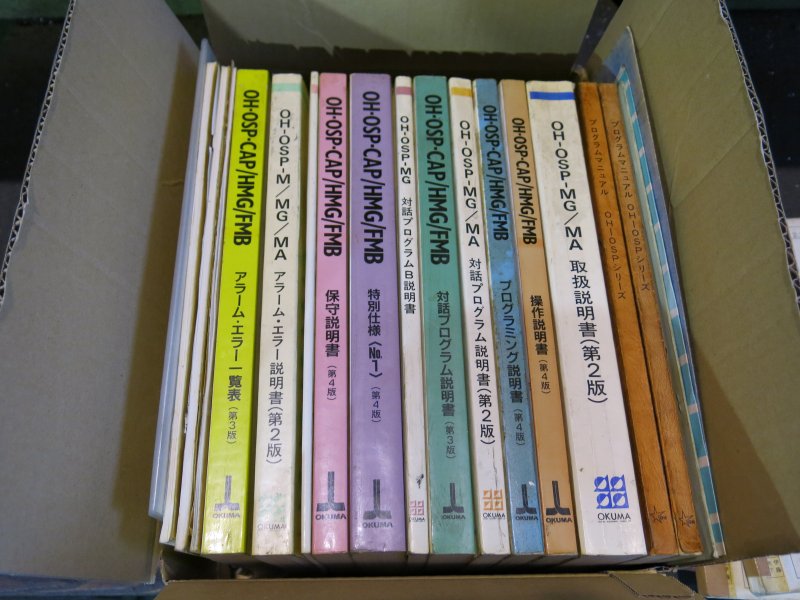 OH-OSP-CAP/HMG/FMB アラーム・エラー一覧表(第3版)
OKUMA
OH-OSP-M/MG/MA アラーム・エラー説明書(第2版)
OKUMA
OH-OSP-CAP/HMG/FMB 保守説明書(第4版)
OKUMA
OH-OSP-CAP/HMG/FMB 特別仕様〈No.1〉(第4版)
OKUMA
OH-OSP-MG 対話プログラムB説明書
OKUMA
OH-OSP-CAP/HMG/FMB 対話プログラム説明書(第3版)
OKUMA
OH-OSP-MG/MA 対話プログラム説明書(第2版)
OKUMA
OH-OSP-CAP/HMG/FMB プログラミング説明書(第4版)
OKUMA
OH-OSP-CAP/HMG/FMB 操作説明書(第4版)
OKUMA
OH-OSP-MG/MA 取扱説明書(第2版)
OKUMA
プログラムマニュアル OH-OSPシリーズ
プログラムマニュアル OH-OSPシリーズ